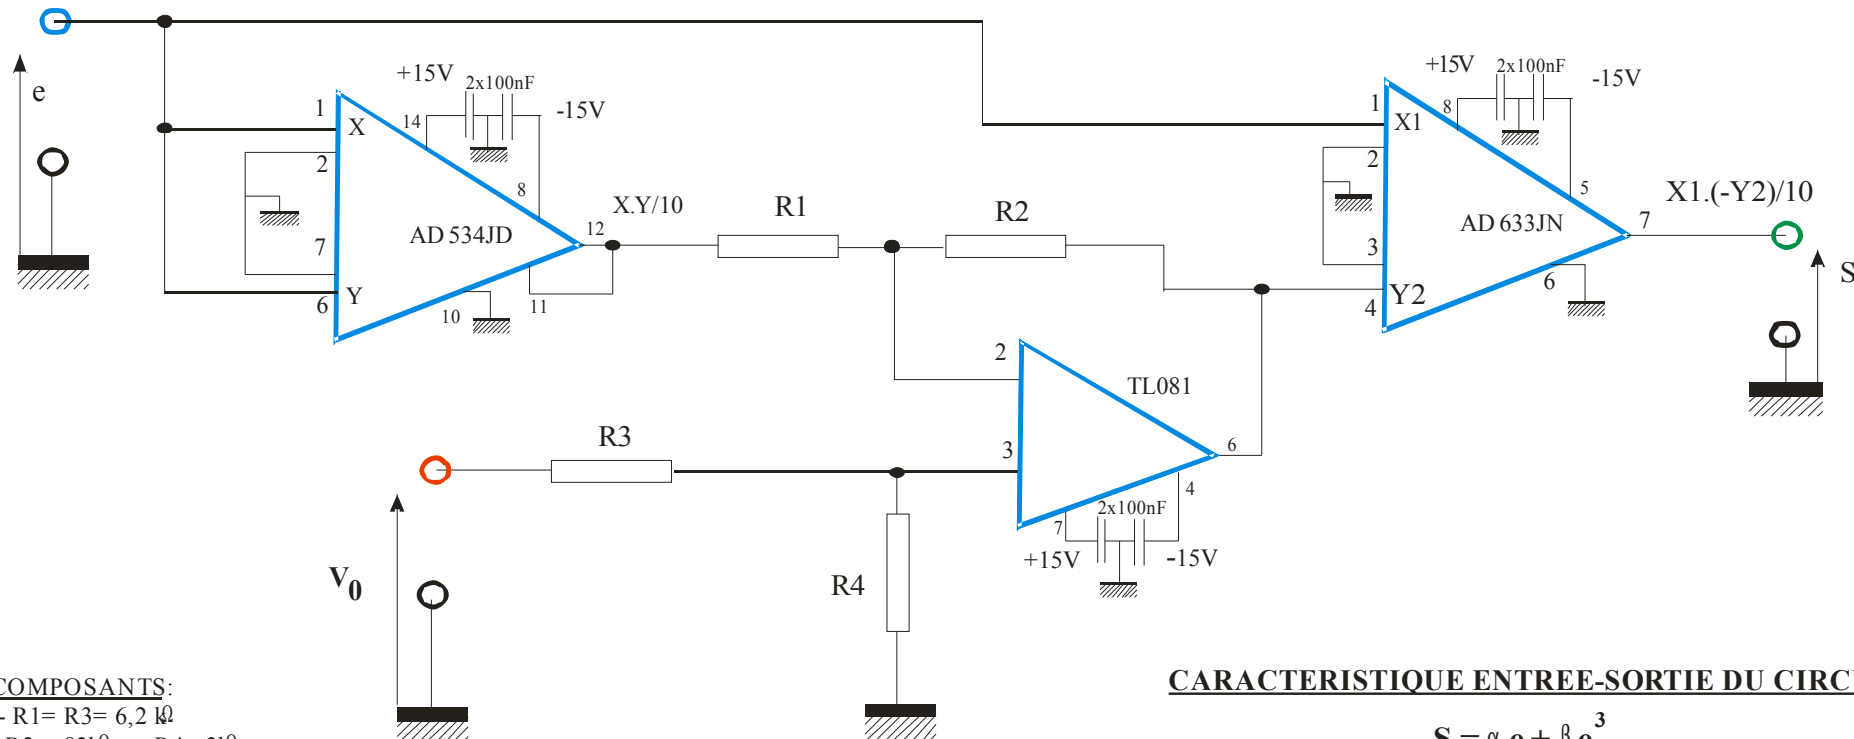 e
+15V
2x100nF
-15V
1
X
14
2
8
X.Y/10
12
AD 534JD
7
6
Y
10
11
R1
R2
+15V
2x100nF
-15V
1
X1
8
2
5
X1.(-Y2)/10
AD 633JN
7
3
6
Y2
4
S
2
TL081
3
6
R3
4
7
2x100nF
+15V
-15V
V0
R4
COMPOSANTS:
- R1= R3= 6,2 kΩ
CARACTERISTIQUE ENTREE-SORTIE DU CIRC
S = α e + β e³